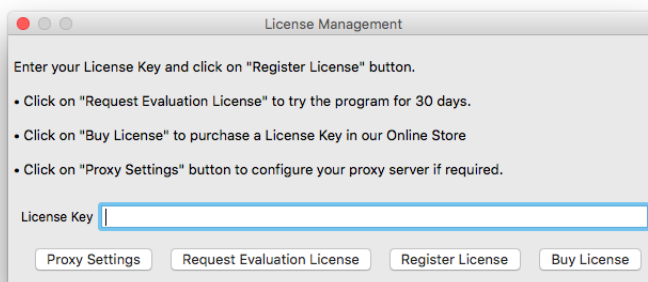 License Management
Enter your License Key and click on "Register License" button.
• Click on "Request Evaluation License" to try the program for 30 days.
• Click on "Buy License" to purchase a License Key in our Online Store
• Click on "Proxy Settings" button to configure your proxy server if required.
License Key
Proxy Settings Request Evaluation License Register License Buy License